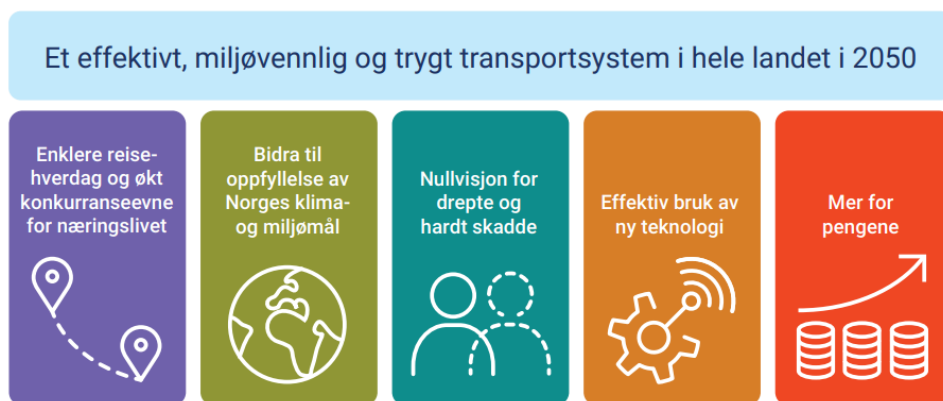 Et effektivt, miljøvennlig og trygt transportsystem i hele landet i 2050
Enklere reise-
hverdag og økt
konkurranseevne
for næringslivet
Bidra til
oppfyllelse av
Norges klima-
og miljømål
Nullvisjon for
drepte og
hardt skadde
Effektiv bruk av
ny teknologi
Mer for
pengene